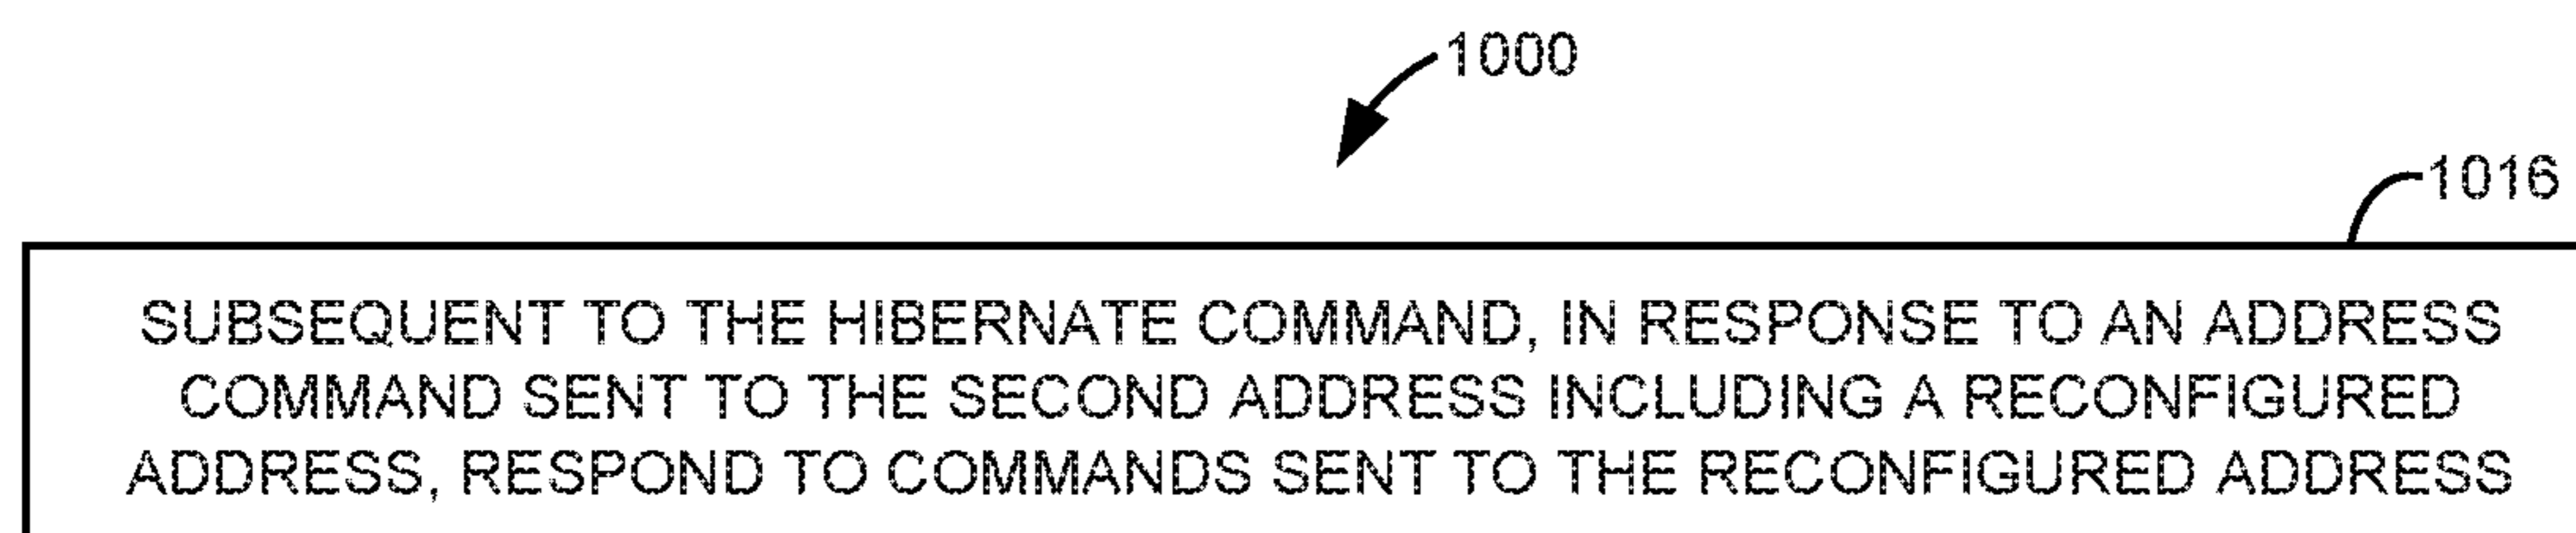 1000
1016
SUBSEQUENT TO THE HIBERNATE COMMAND, IN RESPONSE TO AN ADDRESS
COMMAND SENT TO THE SECOND ADDRESS INCLUDING A RECONFIGURED
ADDRESS, RESPOND TO COMMANDS SENT TO THE RECONFIGURED ADDRESS